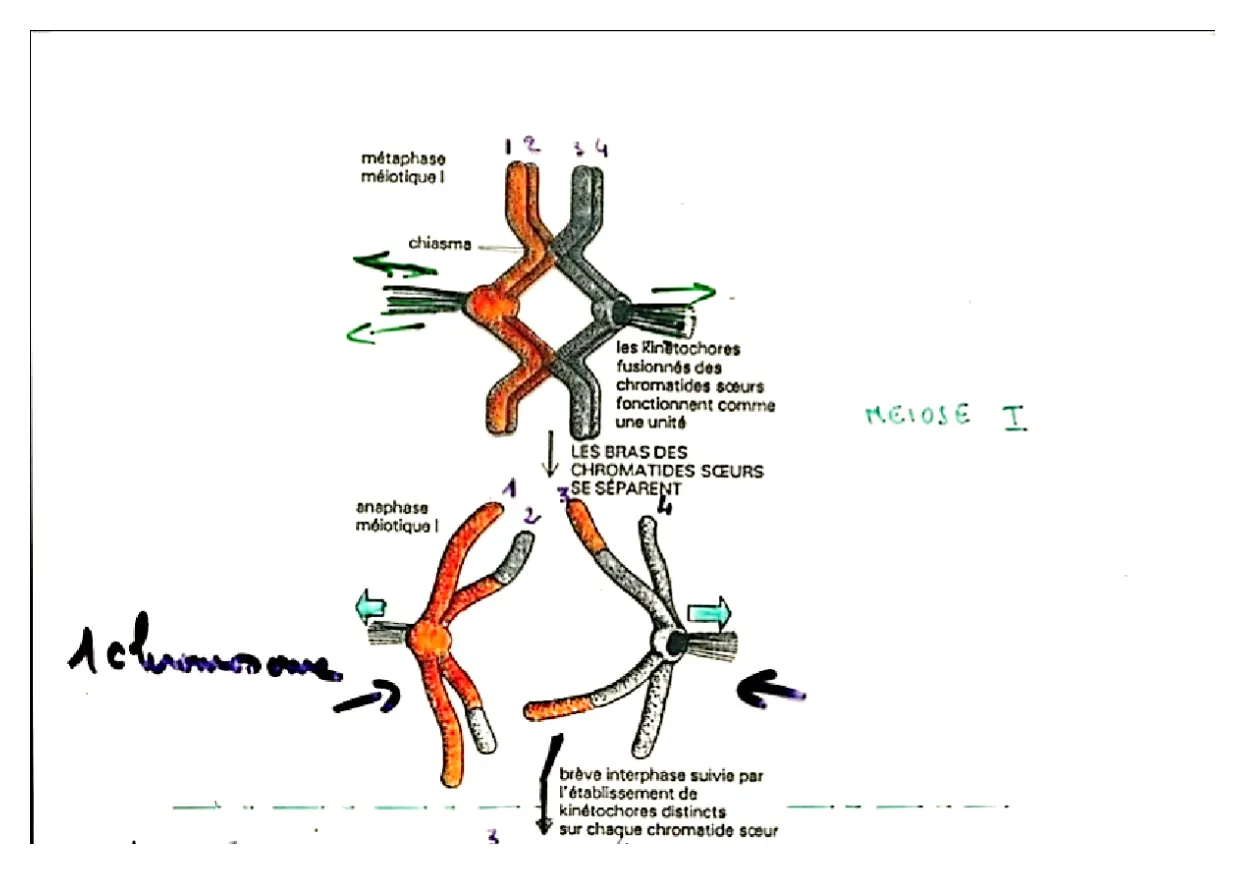 1 2 3 4
métaphase
méiotique I
chiasma
les Kinètochores
fusionnés des
chromatides sœurs
fonctionnent comme
une unité
MEIOSE I
LES BRAS DES
CHROMATIDES SŒURS
SE SÉPARENT
1 2 3 4
anaphase
méiotique I
1 chromosome
brève interphase suivie par
l'établissement de
kinétochores distincts
sur chaque chromatide sœur
3